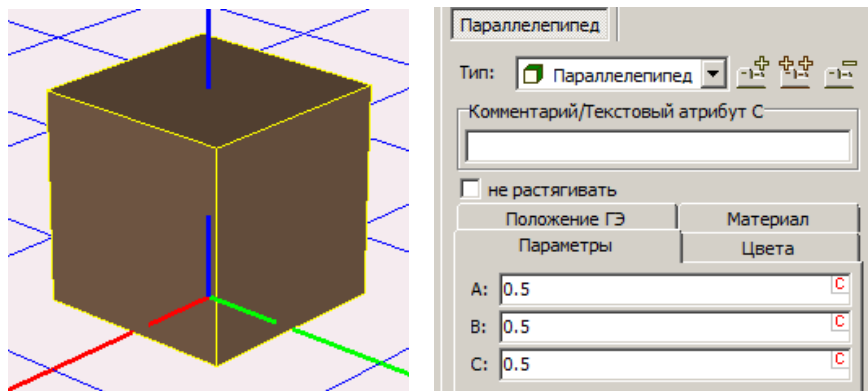 Параллелепипед
Тип: Параллелепипед
Комментарий/Текстовый атрибут C
не растягивать
Положение ГЭ Материал
Параметры Цвета
A: 0.5 C
B: 0.5 C
C: 0.5 C